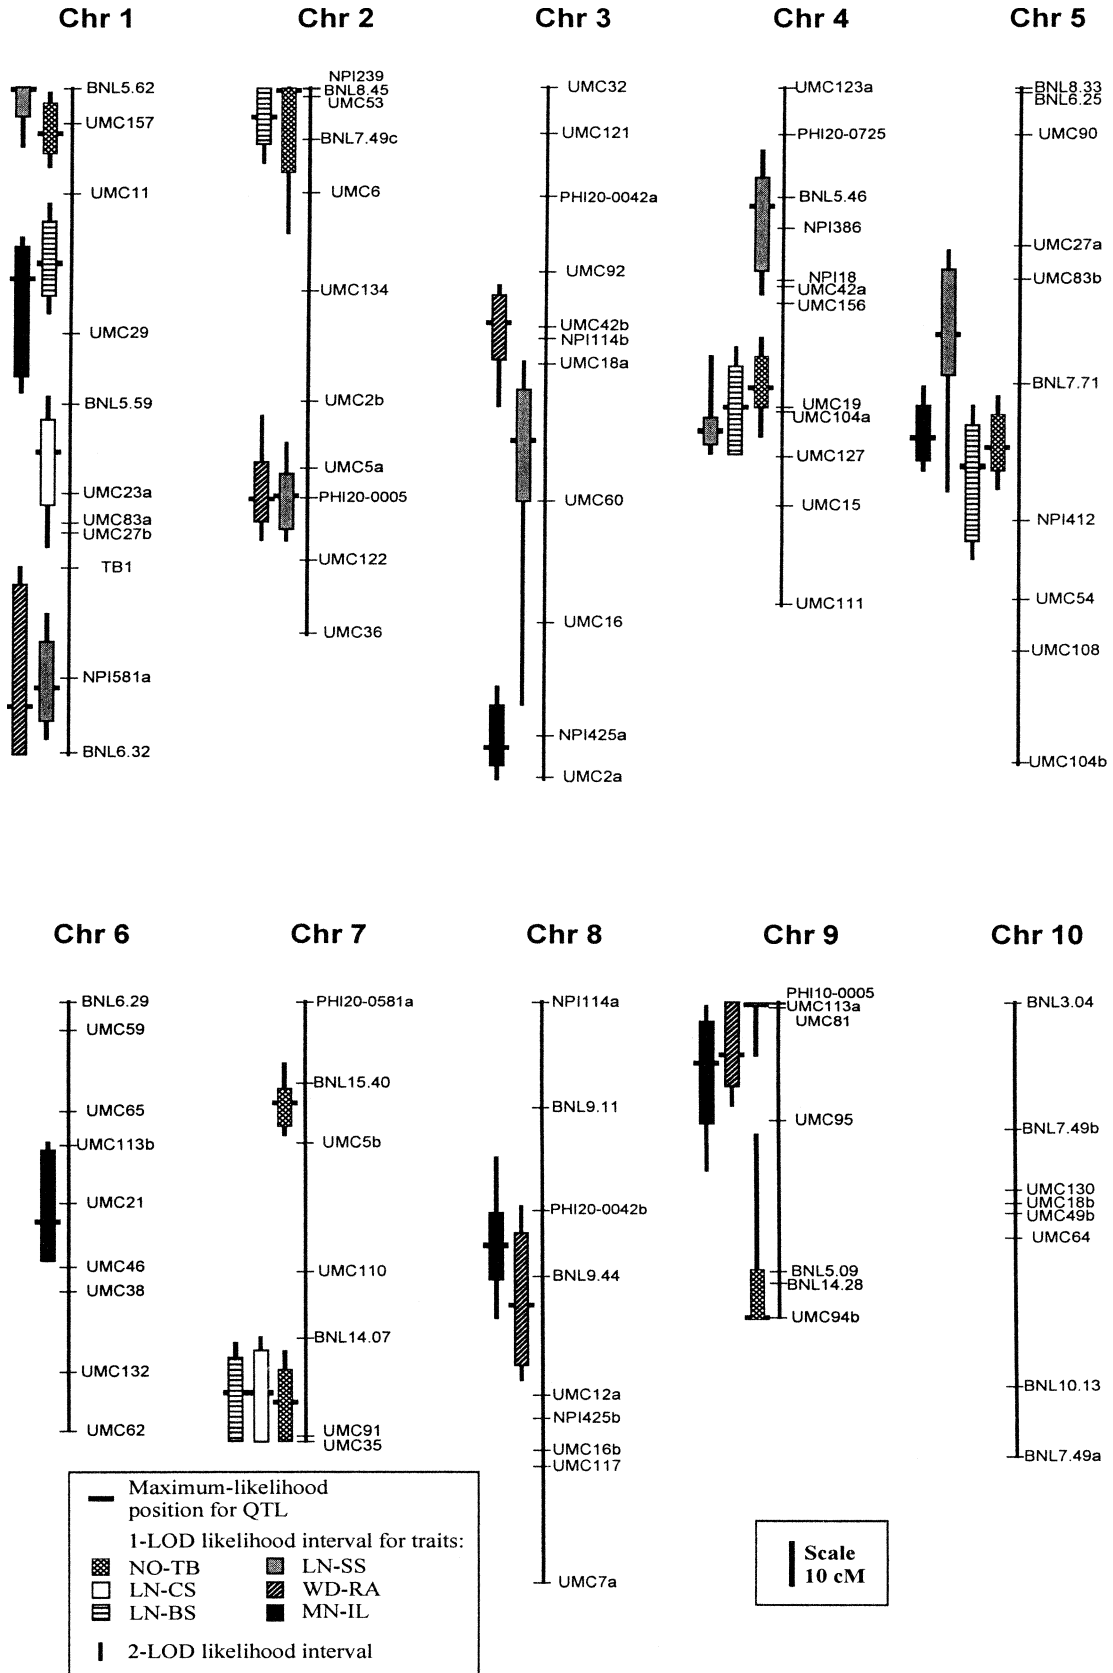 Chr 1
Chr 2
Chr 3
Chr 4
Chr 5
BNL5.62
UMC157
UMC11
UMC29
BNL5.59
UMC23a
UMC83a
UMC27b
TB1
NPI581a
BNL6.32
NPI239
BNL8.45
UMC53
BNL7.49c
UMC6
UMC134
UMC2b
UMC5a
PHI20-0005
UMC122
UMC36
UMC32
UMC121
PHI20-0042a
UMC92
UMC42b
NPI114b
UMC18a
UMC60
UMC16
NPI425a
UMC2a
UMC123a
PHI20-0725
BNL5.46
NPI386
NPI18
UMC42a
UMC156
UMC19
UMC104a
UMC127
UMC15
UMC111
BNL8.33
BNL6.25
UMC90
UMC27a
UMC83b
BNL7.71
NPI412
UMC54
UMC108
UMC104b
Chr 6
Chr 7
Chr 8
Chr 9
Chr 10
BNL6.29
UMC59
UMC65
UMC113b
UMC21
UMC46
UMC38
UMC132
UMC62
PHI20-0581a
BNL15.40
UMC5b
UMC110
BNL14.07
UMC91
UMC35
NPI114a
BNL9.11
PHI20-0042b
BNL9.44
UMC12a
NPI425b
UMC16b
UMC117
UMC7a
PHI10-0005
UMC113a
UMC81
UMC95
BNL5.09
BNL14.28
UMC94b
BNL3.04
BNL7.49b
UMC130
UMC18b
UMC49b
UMC64
BNL10.13
BNL7.49a
Maximum-likelihood
position for QTL
1-LOD likelihood interval for traits:
NO-TB
LN-SS
LN-CS
WD-RA
LN-BS
MN-IL
2-LOD likelihood interval
Scale
10 cM